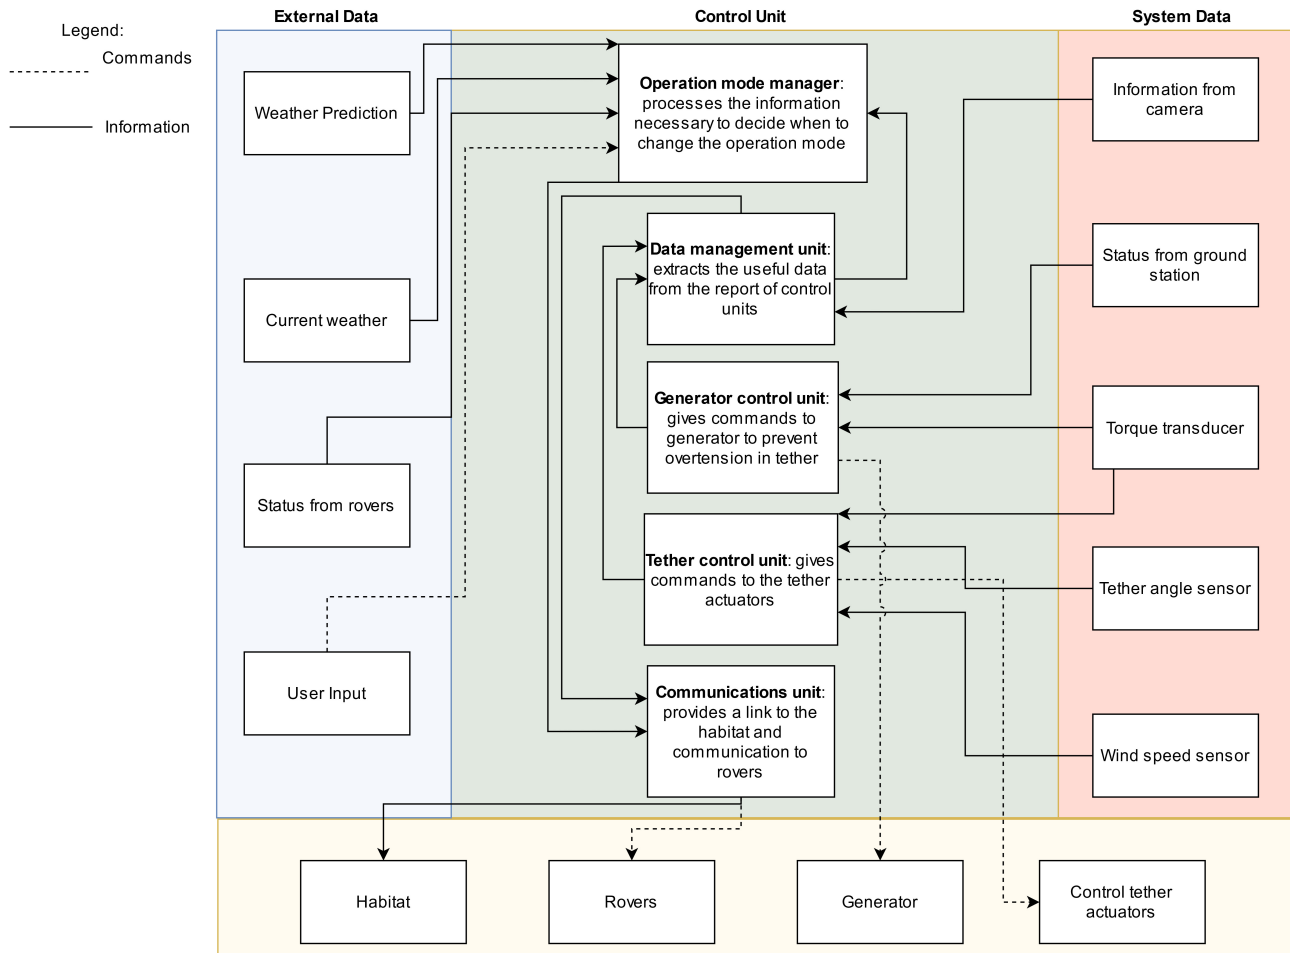 External Data
Control Unit
System Data
Legend:
Commands
Information
Weather Prediction
Current weather
Status from rovers
User Input
Operation mode manager:
processes the information
necessary to decide when to
change the operation mode
Data management unit:
extracts the useful data
from the report of control
units
Generator control unit:
gives commands to
generator to prevent
overtension in tether
Tether control unit: gives
commands to the tether
actuators
Communications unit:
provides a link to the
habitat and
communication to
rovers
Information from
camera
Status from ground
station
Torque transducer
Tether angle sensor
Wind speed sensor
Habitat
Rovers
Generator
Control tether
actuators